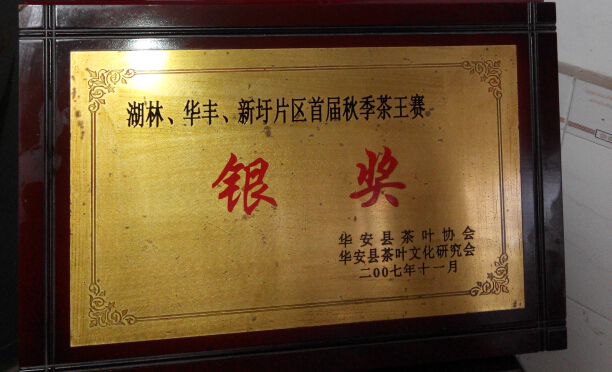 湖林、华丰、新圩片区首届秋季茶王赛
银奖
华安县茶叶协会
华安县茶叶文化研究会
二〇〇七年十一月